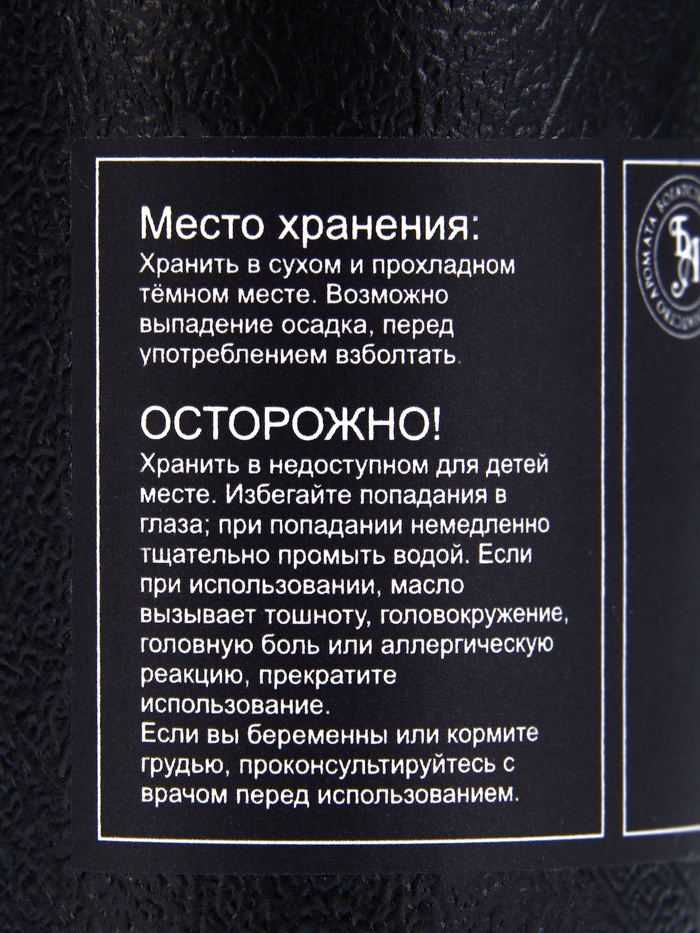 Место хранения:
Хранить в сухом и прохладном
тёмном месте. Возможно
выпадение осадка, перед
употреблением взболтать.
ОСТОРОЖНО!
Хранить в недоступном для детей
месте. Избегайте попадания в
глаза; при попадании немедленно
тщательно промыть водой. Если
при использовании, масло
вызывает тошноту, головокружение,
головную боль или аллергическую
реакцию, прекратите
использование.
Если вы беременны или кормите
грудью, проконсультируйтесь с
врачом перед использованием.
АРОМАТА